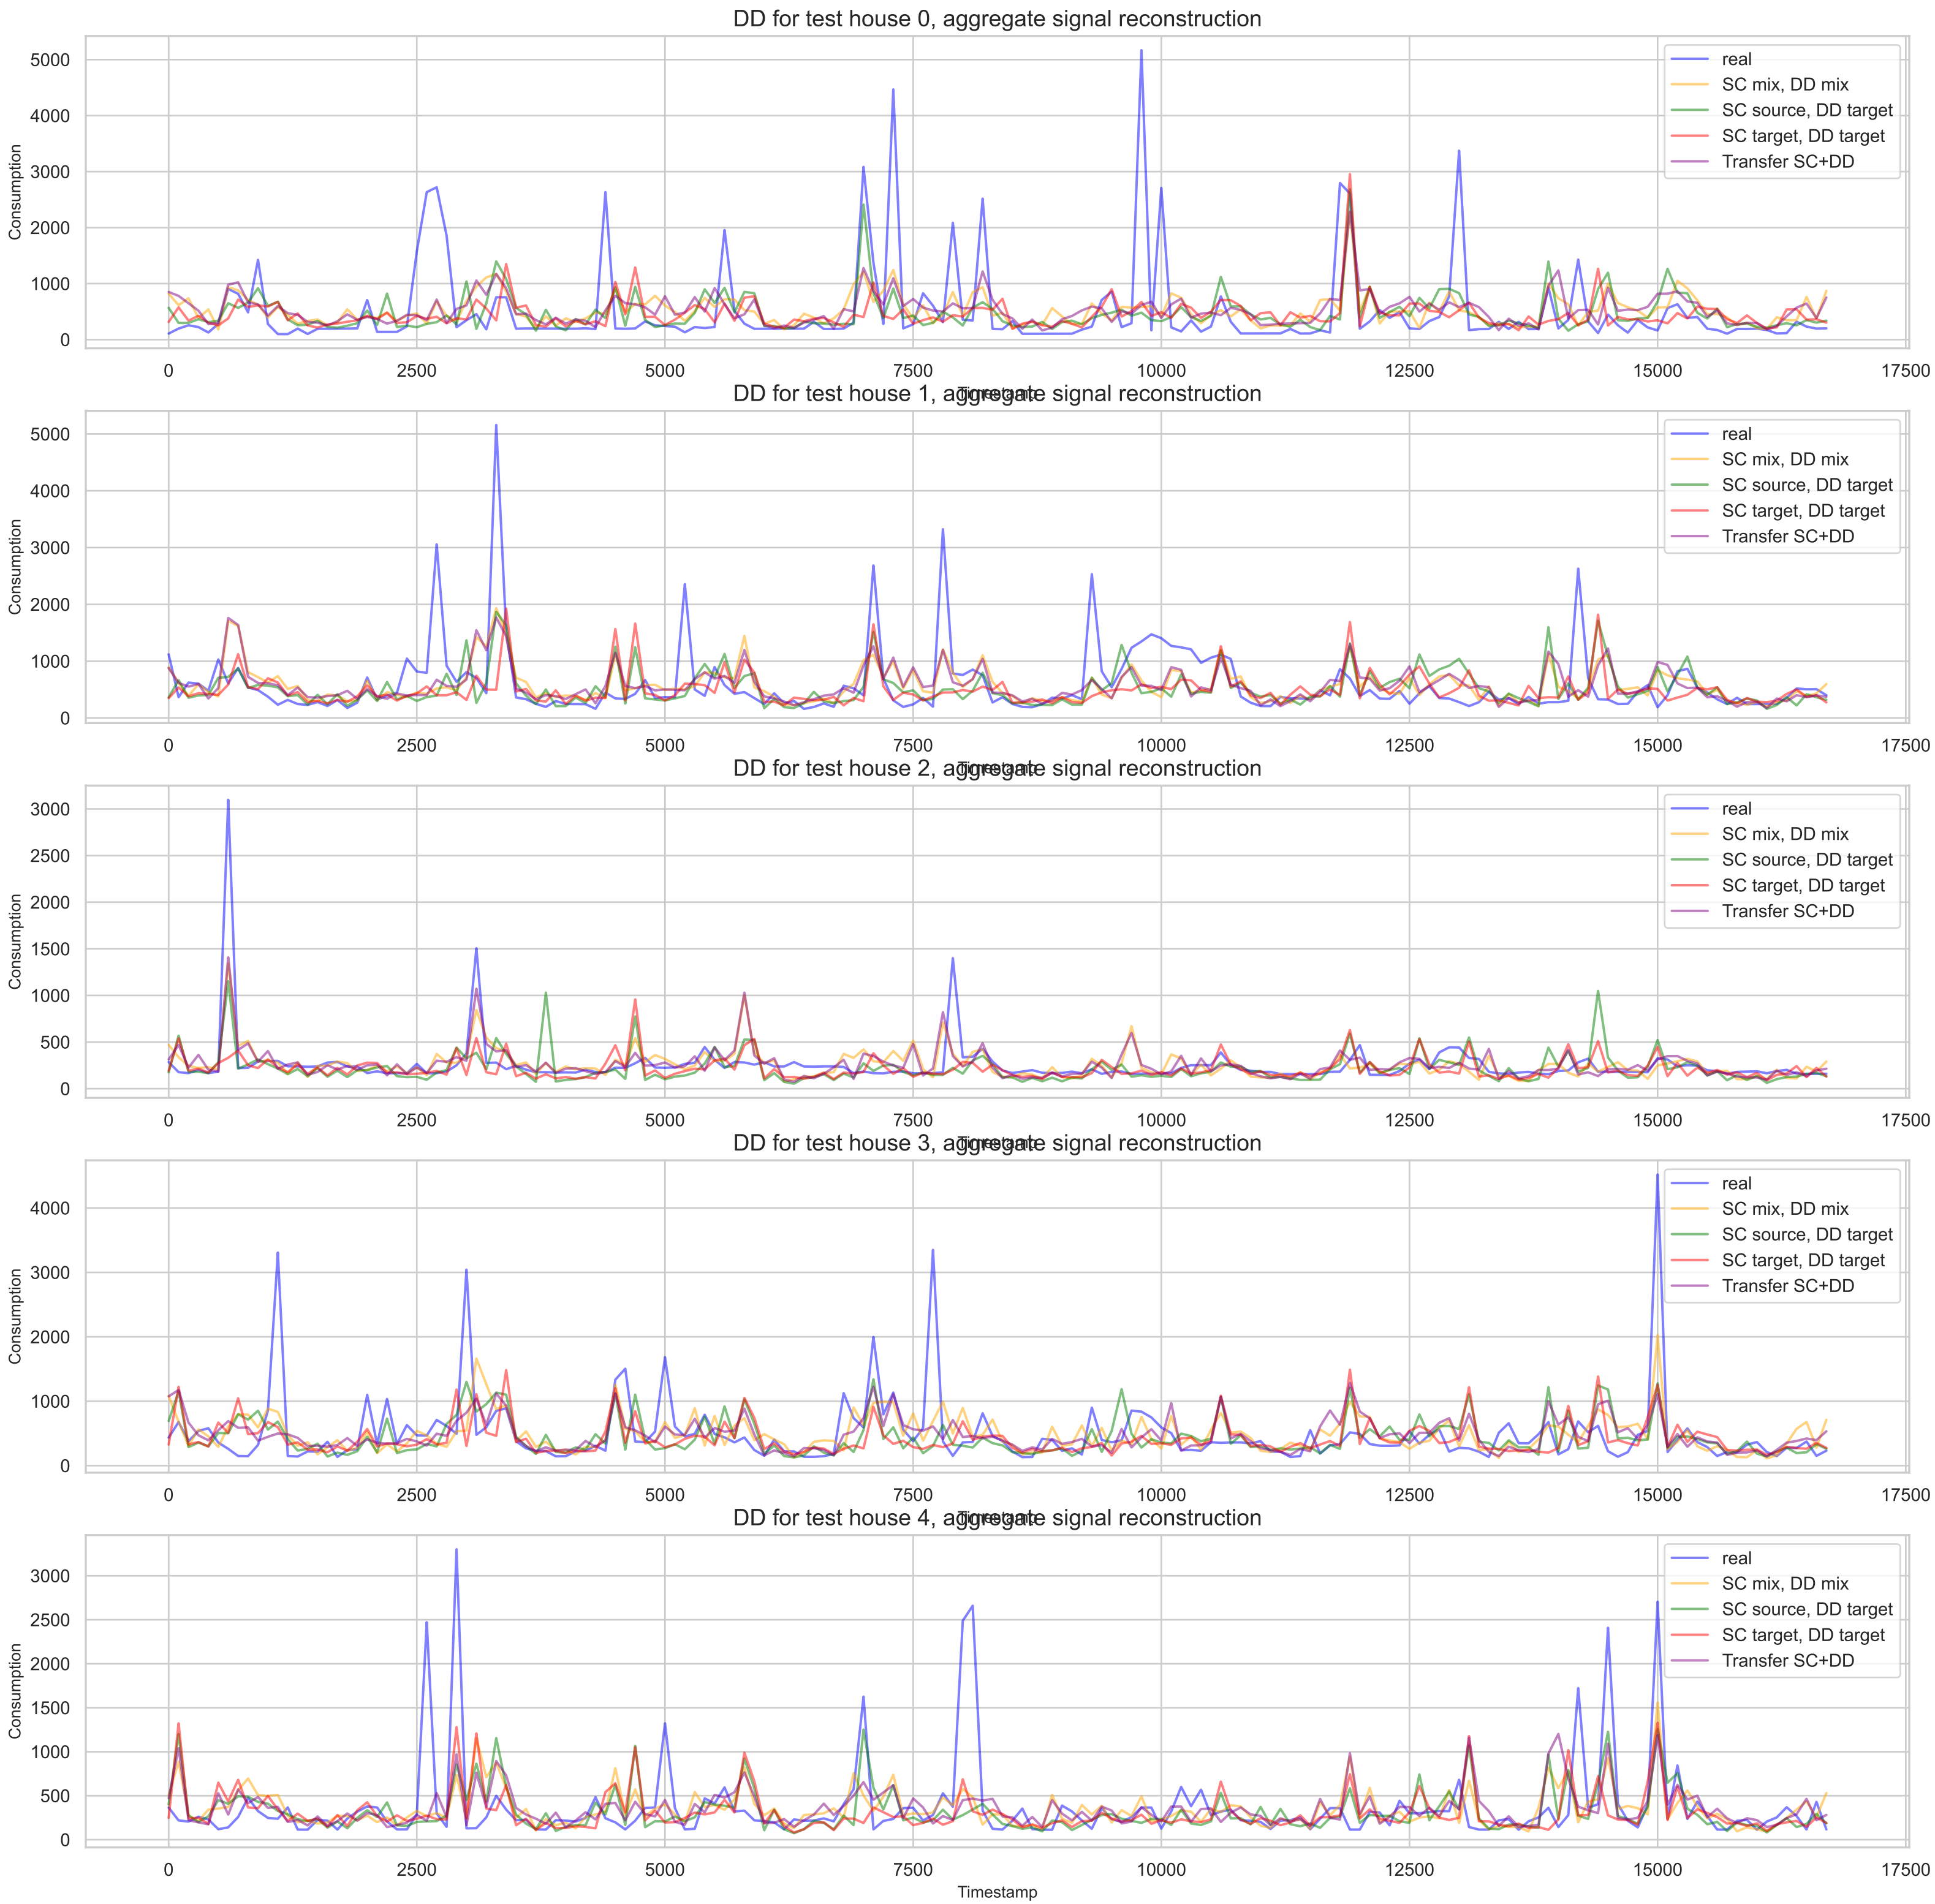 DD for test house 0, aggregate signal reconstruction
Consumption
5000
4000
3000
2000
1000
0
real
SC mix, DD mix
SC source, DD target
SC target, DD target
Transfer SC+DD
0 2500 5000 7500 10000 12500 15000 17500
Timestamp
DD for test house 1, aggregate signal reconstruction
Consumption
5000
4000
3000
2000
1000
0
real
SC mix, DD mix
SC source, DD target
SC target, DD target
Transfer SC+DD
0 2500 5000 7500 10000 12500 15000 17500
Timestamp
DD for test house 2, aggregate signal reconstruction
Consumption
3000
2500
2000
1500
1000
500
0
real
SC mix, DD mix
SC source, DD target
SC target, DD target
Transfer SC+DD
0 2500 5000 7500 10000 12500 15000 17500
Timestamp
DD for test house 3, aggregate signal reconstruction
Consumption
4000
3000
2000
1000
0
real
SC mix, DD mix
SC source, DD target
SC target, DD target
Transfer SC+DD
0 2500 5000 7500 10000 12500 15000 17500
Timestamp
DD for test house 4, aggregate signal reconstruction
Consumption
3000
2500
2000
1500
1000
500
0
real
SC mix, DD mix
SC source, DD target
SC target, DD target
Transfer SC+DD
0 2500 5000 7500 10000 12500 15000 17500
Timestamp